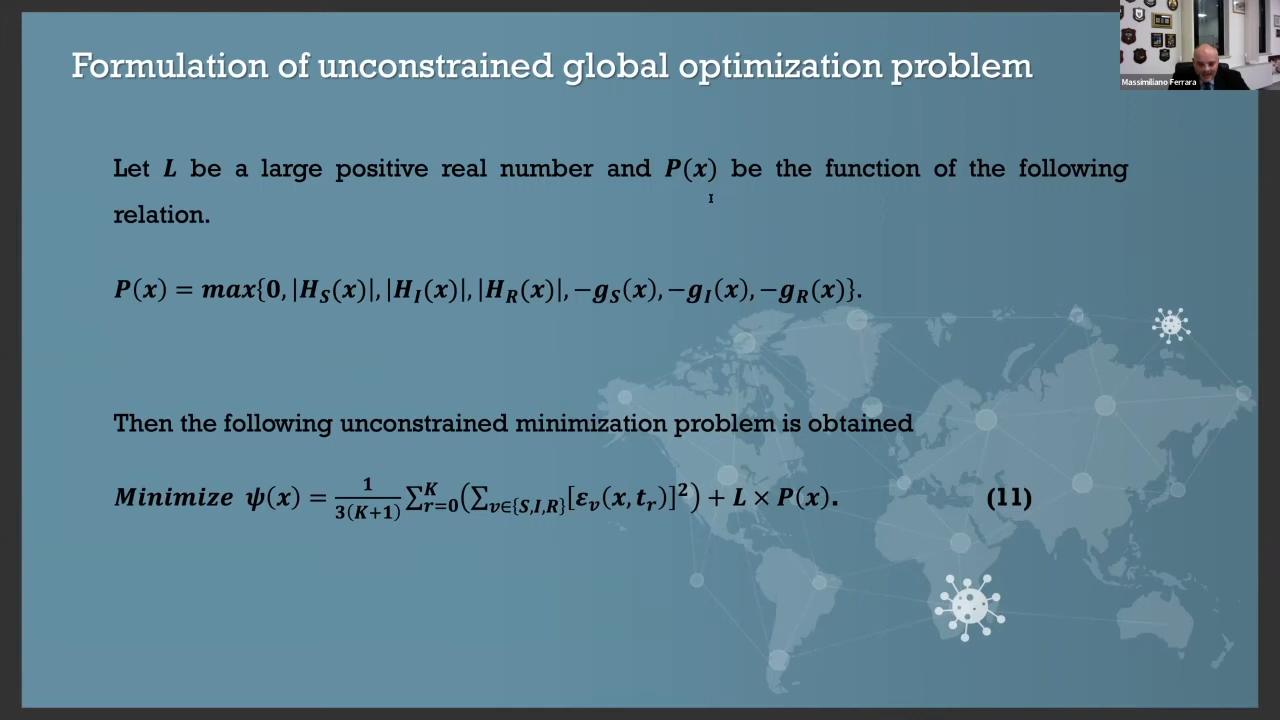 Formulation of unconstrained global optimization problem
Massimiliano Ferrara
Let L be a large positive real number and P(x) be the function of the following
relation.
P(x) = max{0, |H_S(x)|, |H_I(x)|, |H_R(x)|, −g_S(x), −g_I(x), −g_R(x)}.
Then the following unconstrained minimization problem is obtained
Minimize ψ(x) = \frac{1}{3(K+1)} ∑_{r=0}^{K} (∑_{v∈{S,I,R}} [ε_v(x, t_r)]^2) + L × P(x). (11)